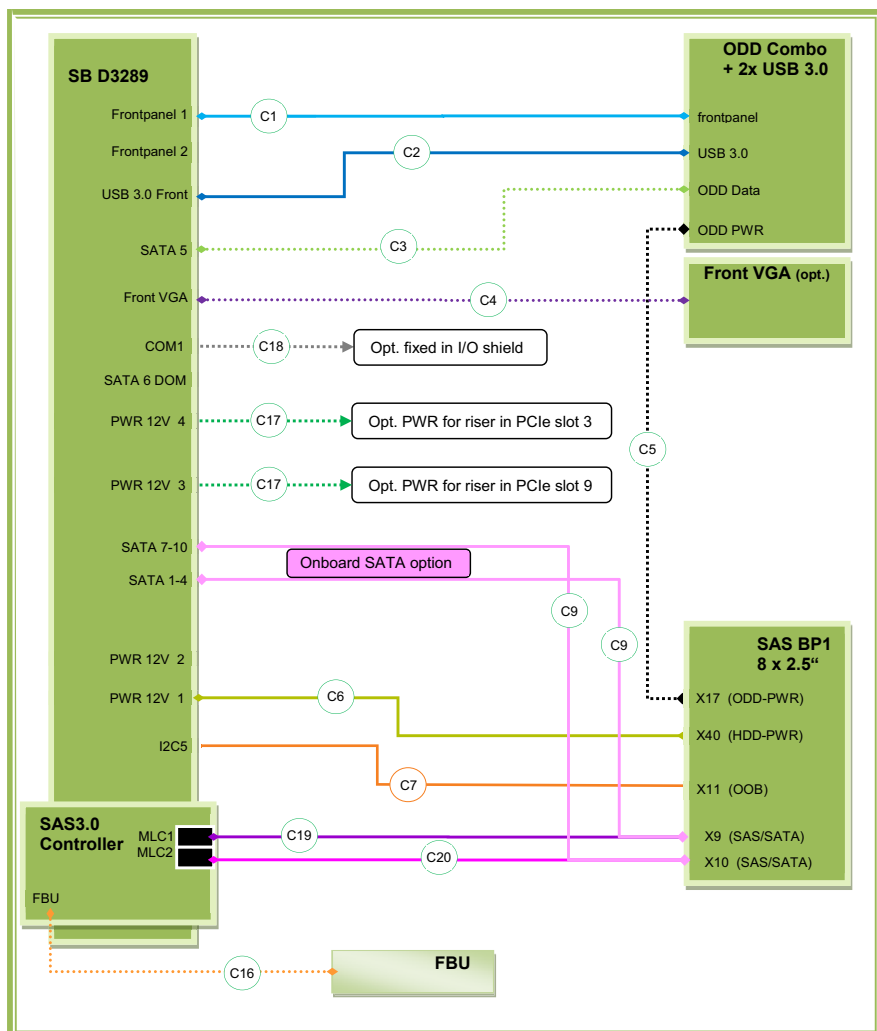 SB D3289
ODD Combo
+ 2x USB 3.0
Frontpanel 1
C1
frontpanel
Frontpanel 2
C2
USB 3.0
USB 3.0 Front
ODD Data
SATA 5
C3
ODD PWR
Front VGA
C4
Front VGA (opt.)
COM1
C18
Opt. fixed in I/O shield
SATA 6 DOM
PWR 12V 4
C17
Opt. PWR for riser in PCIe slot 3
C5
PWR 12V 3
C17
Opt. PWR for riser in PCIe slot 9
SATA 7-10
Onboard SATA option
SATA 1-4
C9
C9
SAS BP1
8 x 2.5“
PWR 12V 2
PWR 12V 1
C6
X17 (ODD-PWR)
X40 (HDD-PWR)
I2C5
C7
X11 (OOB)
SAS3.0
Controller
MLC1
MLC2
C19
X9 (SAS/SATA)
C20
X10 (SAS/SATA)
FBU
C16
FBU